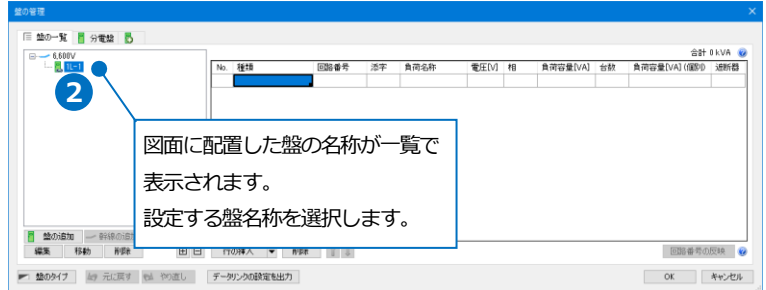 盤の管理
盤の一覧 分電盤
合計 0 kVA
6,600V
1L-1
No. 種類 回路番号 添字 負荷名称 電圧[V] 相 負荷容量[VA] 台数 負荷容量[VA](個別) 遮断器
2
図面に配置した盤の名称が一覧で
表示されます。
設定する盤名称を選択します。
盤の追加 幹線の追
編集 移動 削除 行の挿入 削除 回路番号の反映
盤のタイプ 元に戻す やり直し データリンクの設定を出力 OK キャンセル